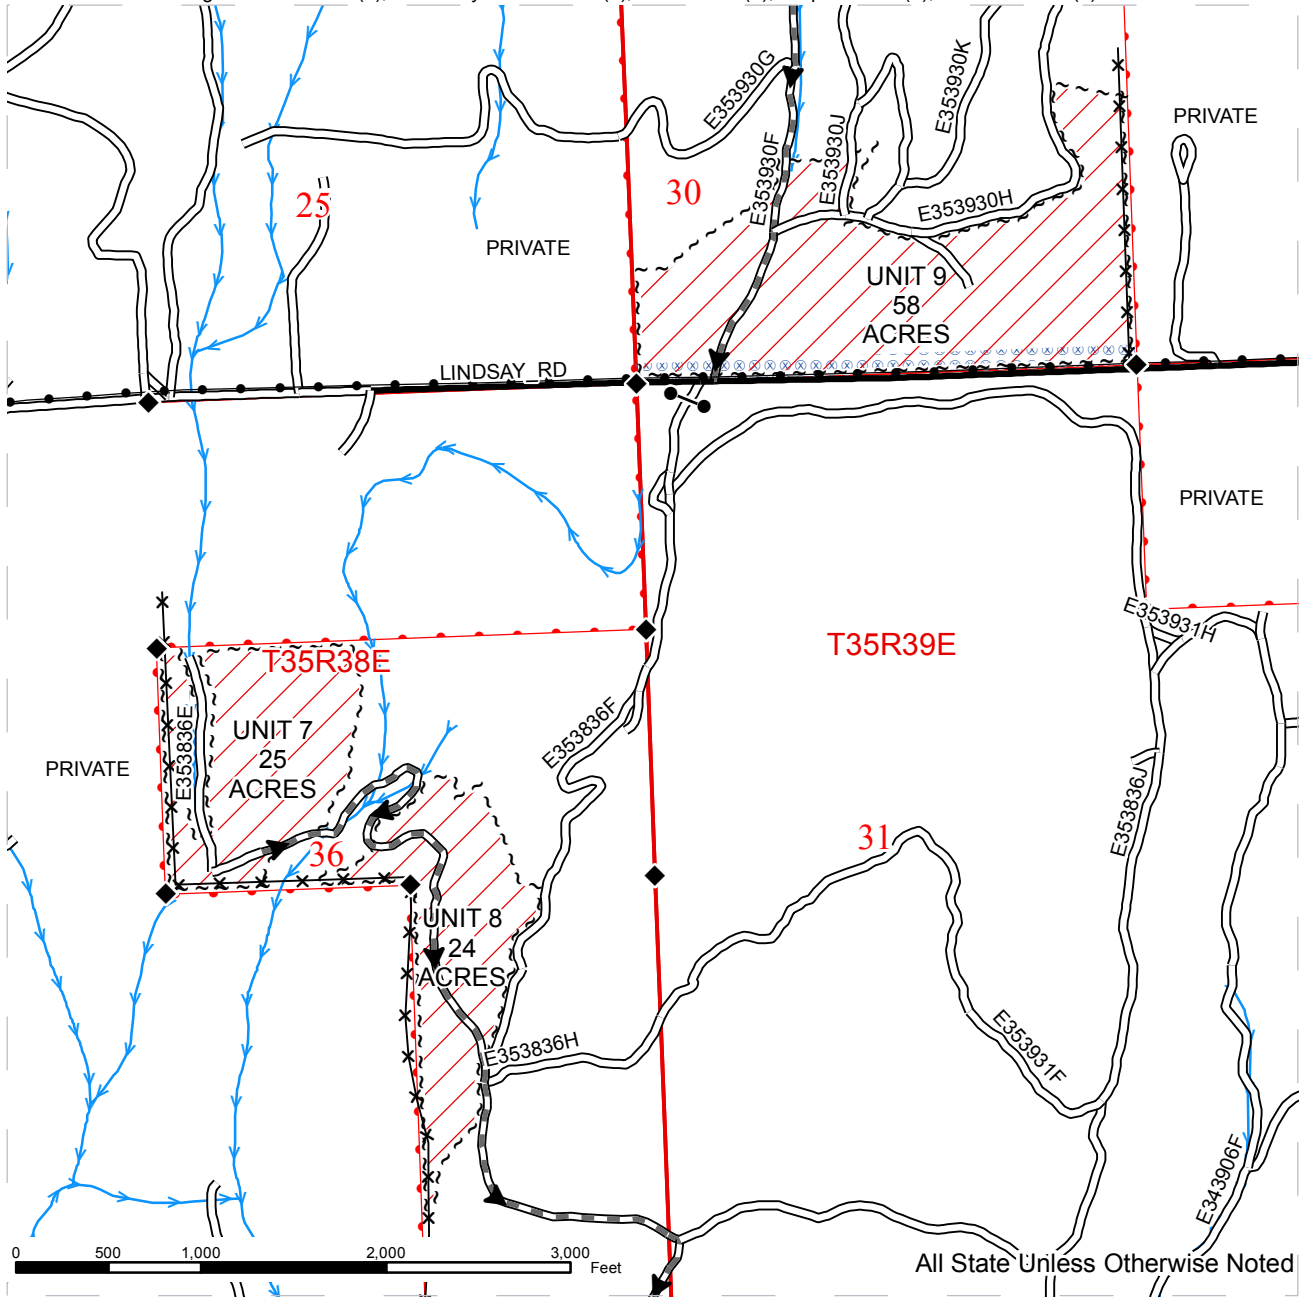 E353930G
E353930K
E353930J
E353930F
PRIVATE
25
30
PRIVATE
E353930H
UNIT 9
58
ACRES
LINDSAY RD
PRIVATE
E353931H
T35R38E
T35R39E
E353836F
E353836E
UNIT 7
25
ACRES
PRIVATE
E353836J
36
31
UNIT 8
24
ACRES
E353836H
E353931F
E343906F
0 500 1,000 2,000 3,000
Feet
All State Unless Otherwise Noted